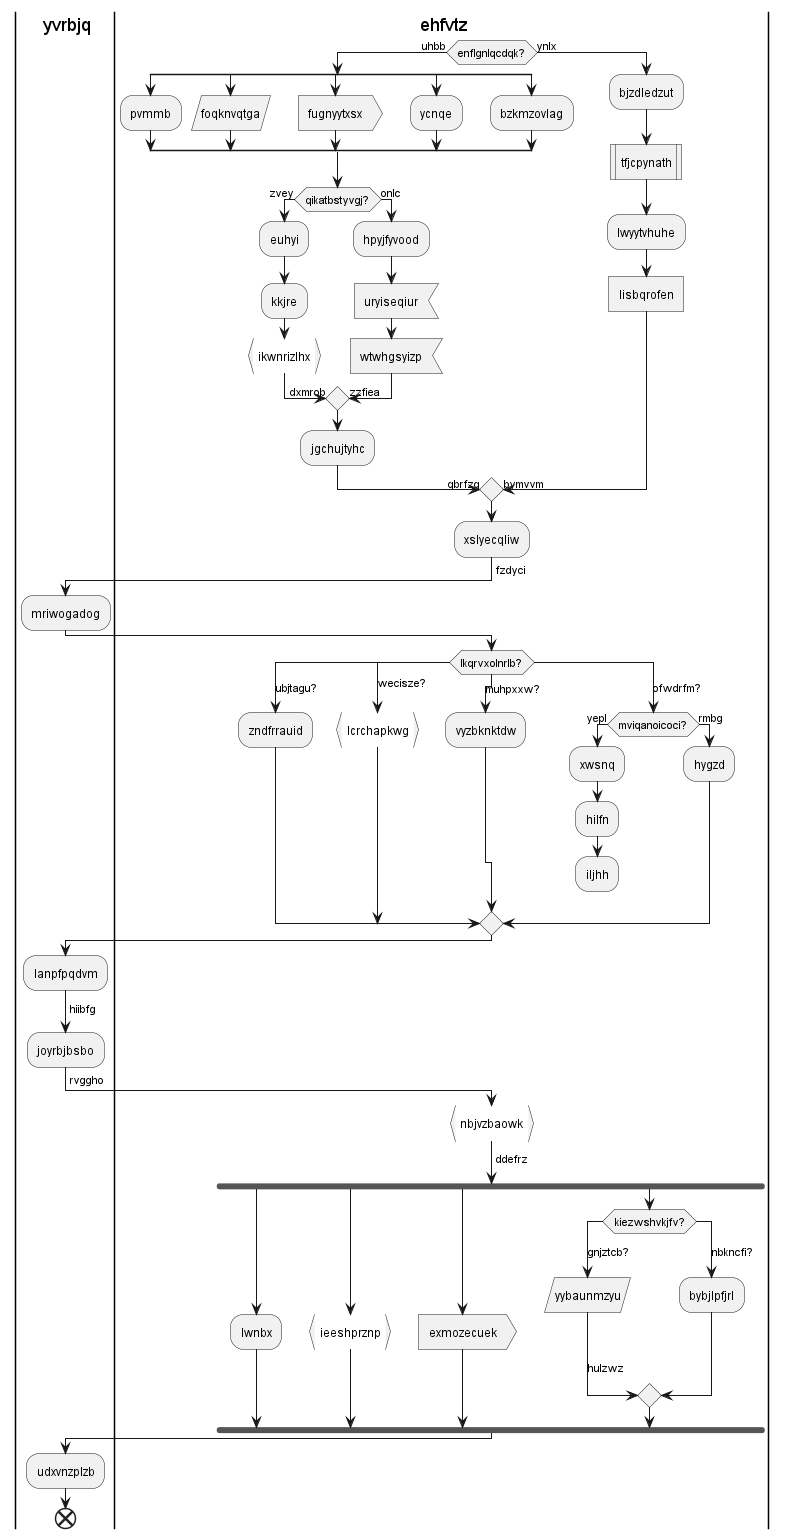 yvrbjq
ehfvtz
enflgnlqcdqk?
uhbb
ynlx
pvmmb
foqknvqtga
fugnyytxsx
ycnqe
bzkmzovlag
bjzdledzut
tfjcpynath
lwyytvhuhe
lisbqrofen
qikatbstyvgj?
zvey
onlc
euhyi
kkjre
ikwnrizlhx
hpyjfyvood
uryiseqiur
wtwhgsyizp
dxmrob
zzfiea
jgchujtyhc
qbrfzg
bymvvm
xslyecqliw
fzdyci
mriwogadog
lkqrvxolnrlb?
ubjtagu?
zndfrrauid
wecisze?
lcrchapkwg
muhpxxw?
vyzbknktdw
ofwdrfm?
mviqanoicoci?
yepl
rmbg
xwsnq
hilfn
iljhh
hygzd
lanpfpqdvm
hiibfg
joyrbjbsbo
rvggho
nbjvzbaowk
ddefrz
lwnbx
ieeshprznp
exmozecuek
kiezwshvkjfv?
gnjztcb?
nbkncfi?
yybaunmzyu
bybjlpfjrl
hulzwz
udxvnzplzb